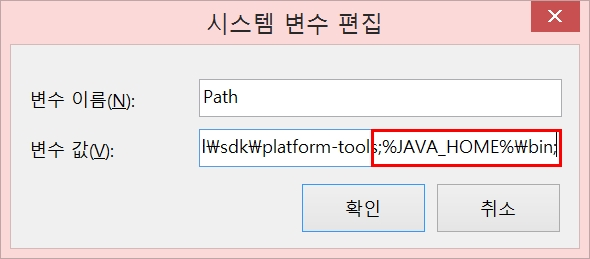 시스템 변수 편집
변수 이름(N): Path
변수 값(V): l₩sdk₩platform-tools;%JAVA_HOME%₩bin;
확인 취소